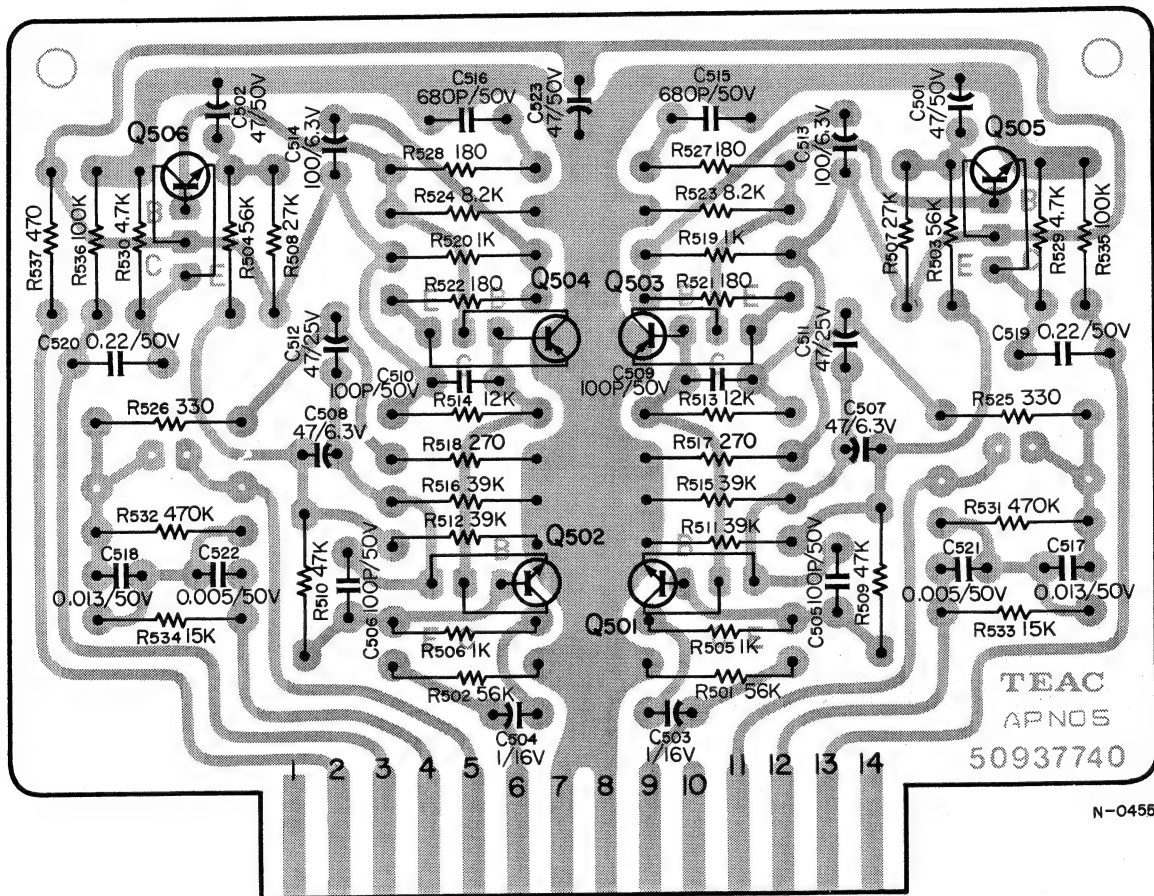 C516
680P/50V
C523
47/50V
C515
680P/50V
C502
47/50V
C501
47/50V
Q506
C514
100/6.3V
C513
100/6.3V
Q505
R528 180
R527 180
R524 8.2K
R523 8.2K
R520 1K
R519 1K
R522 180
Q504
Q503
R521 180
R537 470
R536 100K
R530 4.7K
R504 56K
R508 27K
R507 27K
R503 56K
R529 4.7K
R535 100K
B
C
E
B
E
E
B
C
B
E
C
C520 0.22/50V
C512
47/25V
C511
47/25V
C519 0.22/50V
C510
100P/50V
C509
100P/50V
R526 330
R514 12K
R513 12K
R525 330
C508
47/6.3V
C507
47/6.3V
R518 270
R517 270
R516 39K
R515 39K
R532 470K
R512 39K
R511 39K
R531 470K
Q502
B
B
C518
0.013/50V
C522
0.005/50V
R510 47K
C506 100P/50V
C505 100P/50V
R509 47K
C521
0.005/50V
C517
0.013/50V
R534 15K
Q501
R533 15K
E
E
R506 1K
R505 1K
R502 56K
R501 56K
C504
1/16V
C503
1/16V
TEAC
APN05
50937740
1 2 3 4 5 6 7 8 9 10 11 12 13 14
N-0455